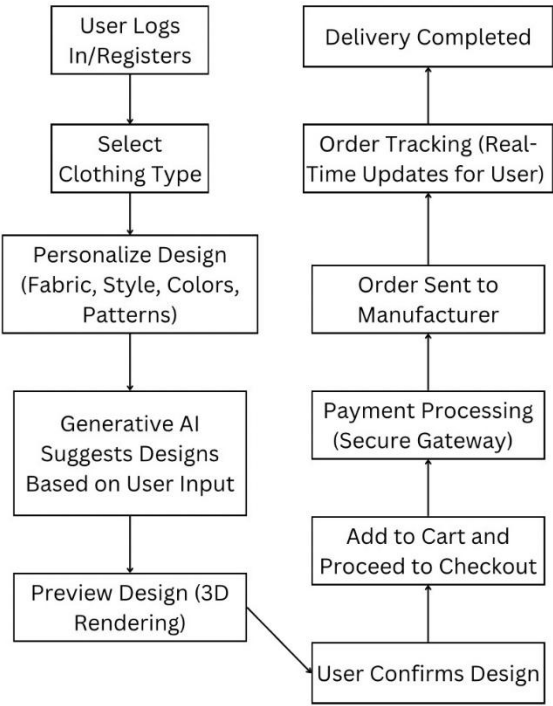 User Logs
In/Registers
Select
Clothing Type
Personalize Design
(Fabric, Style, Colors,
Patterns)
Generative AI
Suggests Designs
Based on User Input
Preview Design (3D
Rendering)
User Confirms Design
Add to Cart and
Proceed to Checkout
Payment Processing
(Secure Gateway)
Order Sent to
Manufacturer
Order Tracking (Real-
Time Updates for User)
Delivery Completed